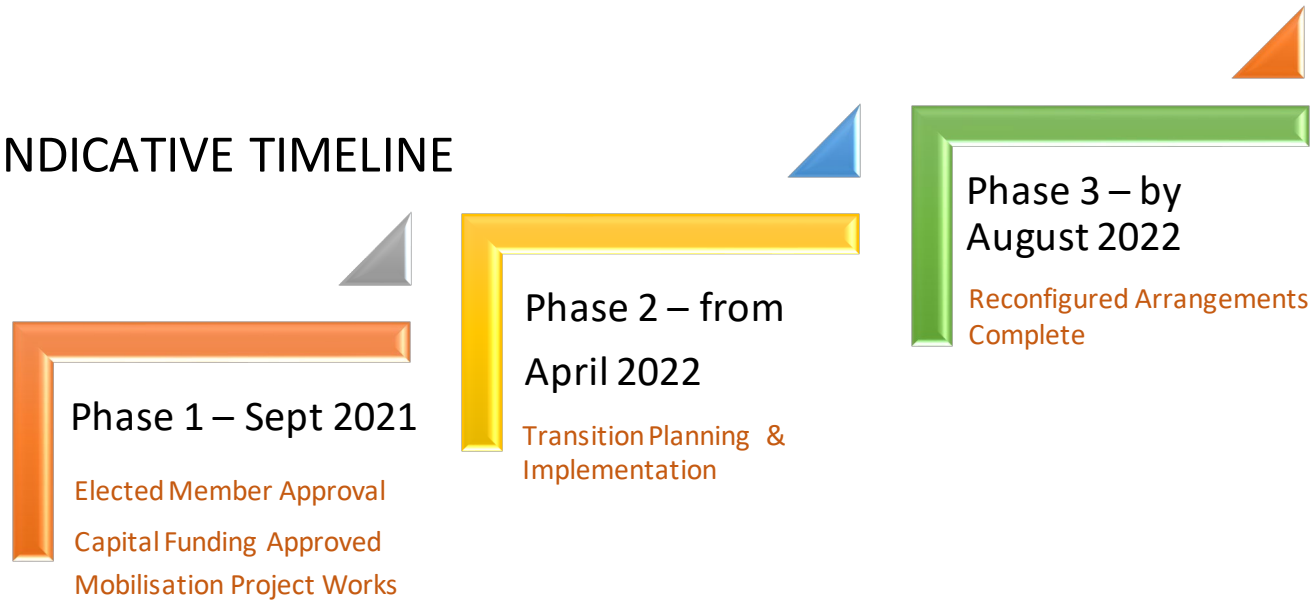 NDICATIVE TIMELINE
Phase 1 – Sept 2021
Elected Member Approval
Capital Funding Approved
Mobilisation Project Works
Phase 2 – from
April 2022
Transition Planning &
Implementation
Phase 3 – by
August 2022
Reconfigured Arrangements
Complete